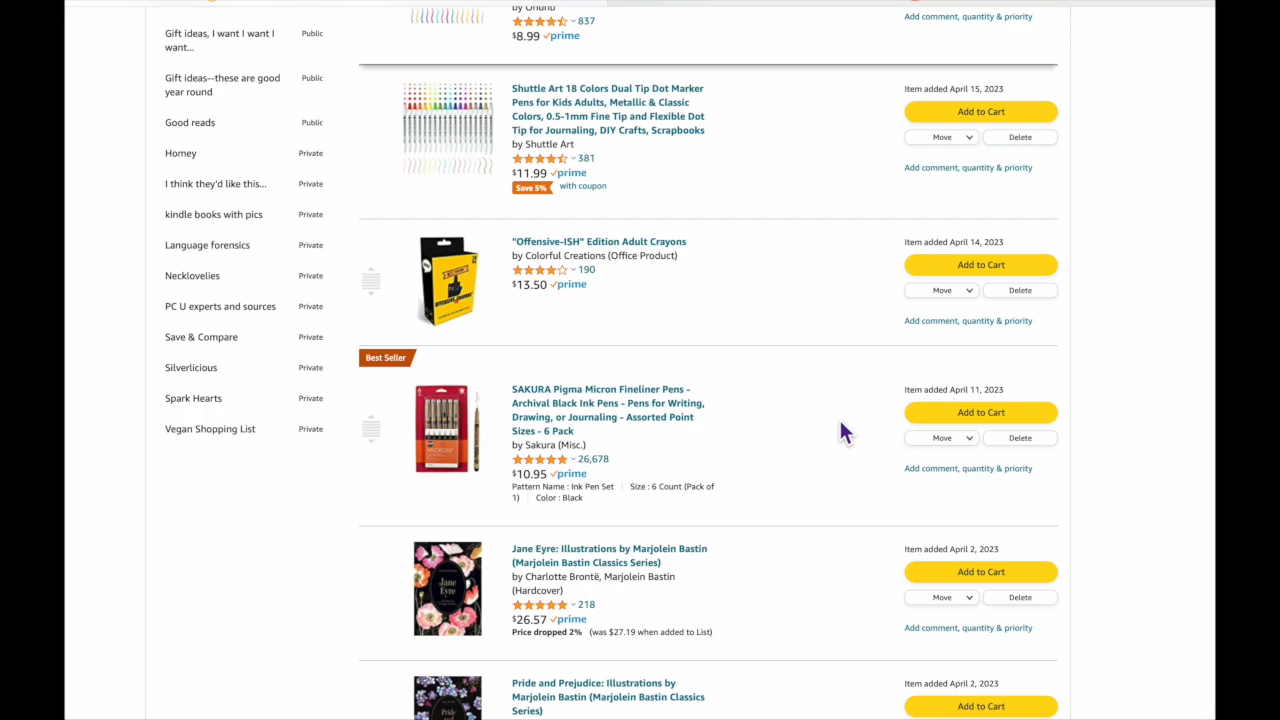 Gift ideas, I want I want I want...
Public
Gift ideas--these are good year round
Public
Good reads
Public
Homey
Private
I think they'd like this...
Private
kindle books with pics
Private
Language forensics
Private
Necklovelies
Private
PC U experts and sources
Private
Save & Compare
Private
Silverlicious
Private
Spark Hearts
Private
Vegan Shopping List
Private
by Ohuhu
837
$8.99 prime
Add comment, quantity & priority
Shuttle Art 18 Colors Dual Tip Dot Marker
Pens for Kids Adults, Metallic & Classic
Colors, 0.5-1mm Fine Tip and Flexible Dot
Tip for Journaling, DIY Crafts, Scrapbooks
by Shuttle Art
381
$11.99 prime
Save 5% with coupon
Item added April 15, 2023
Add to Cart
Move
Delete
Add comment, quantity & priority
"Offensive-ISH" Edition Adult Crayons
by Colorful Creations (Office Product)
190
$13.50 prime
Item added April 14, 2023
Add to Cart
Move
Delete
Add comment, quantity & priority
Best Seller
MICRON
SAKURA Pigma Micron Fineliner Pens -
Archival Black Ink Pens - Pens for Writing,
Drawing, or Journaling - Assorted Point
Sizes - 6 Pack
by Sakura (Misc.)
26,678
$10.95 prime
Pattern Name : Ink Pen Set | Size : 6 Count (Pack of
1) | Color : Black
Item added April 11, 2023
Add to Cart
Move
Delete
Add comment, quantity & priority
Jane Eyre
Jane Eyre: Illustrations by Marjolein Bastin
(Marjolein Bastin Classics Series)
by Charlotte Brontë, Marjolein Bastin
(Hardcover)
218
$26.57 prime
Price dropped 2% (was $27.19 when added to List)
Item added April 2, 2023
Add to Cart
Move
Delete
Add comment, quantity & priority
Pride and
Pride and Prejudice: Illustrations by
Marjolein Bastin (Marjolein Bastin Classics
Series)
Item added April 2, 2023
Add to Cart